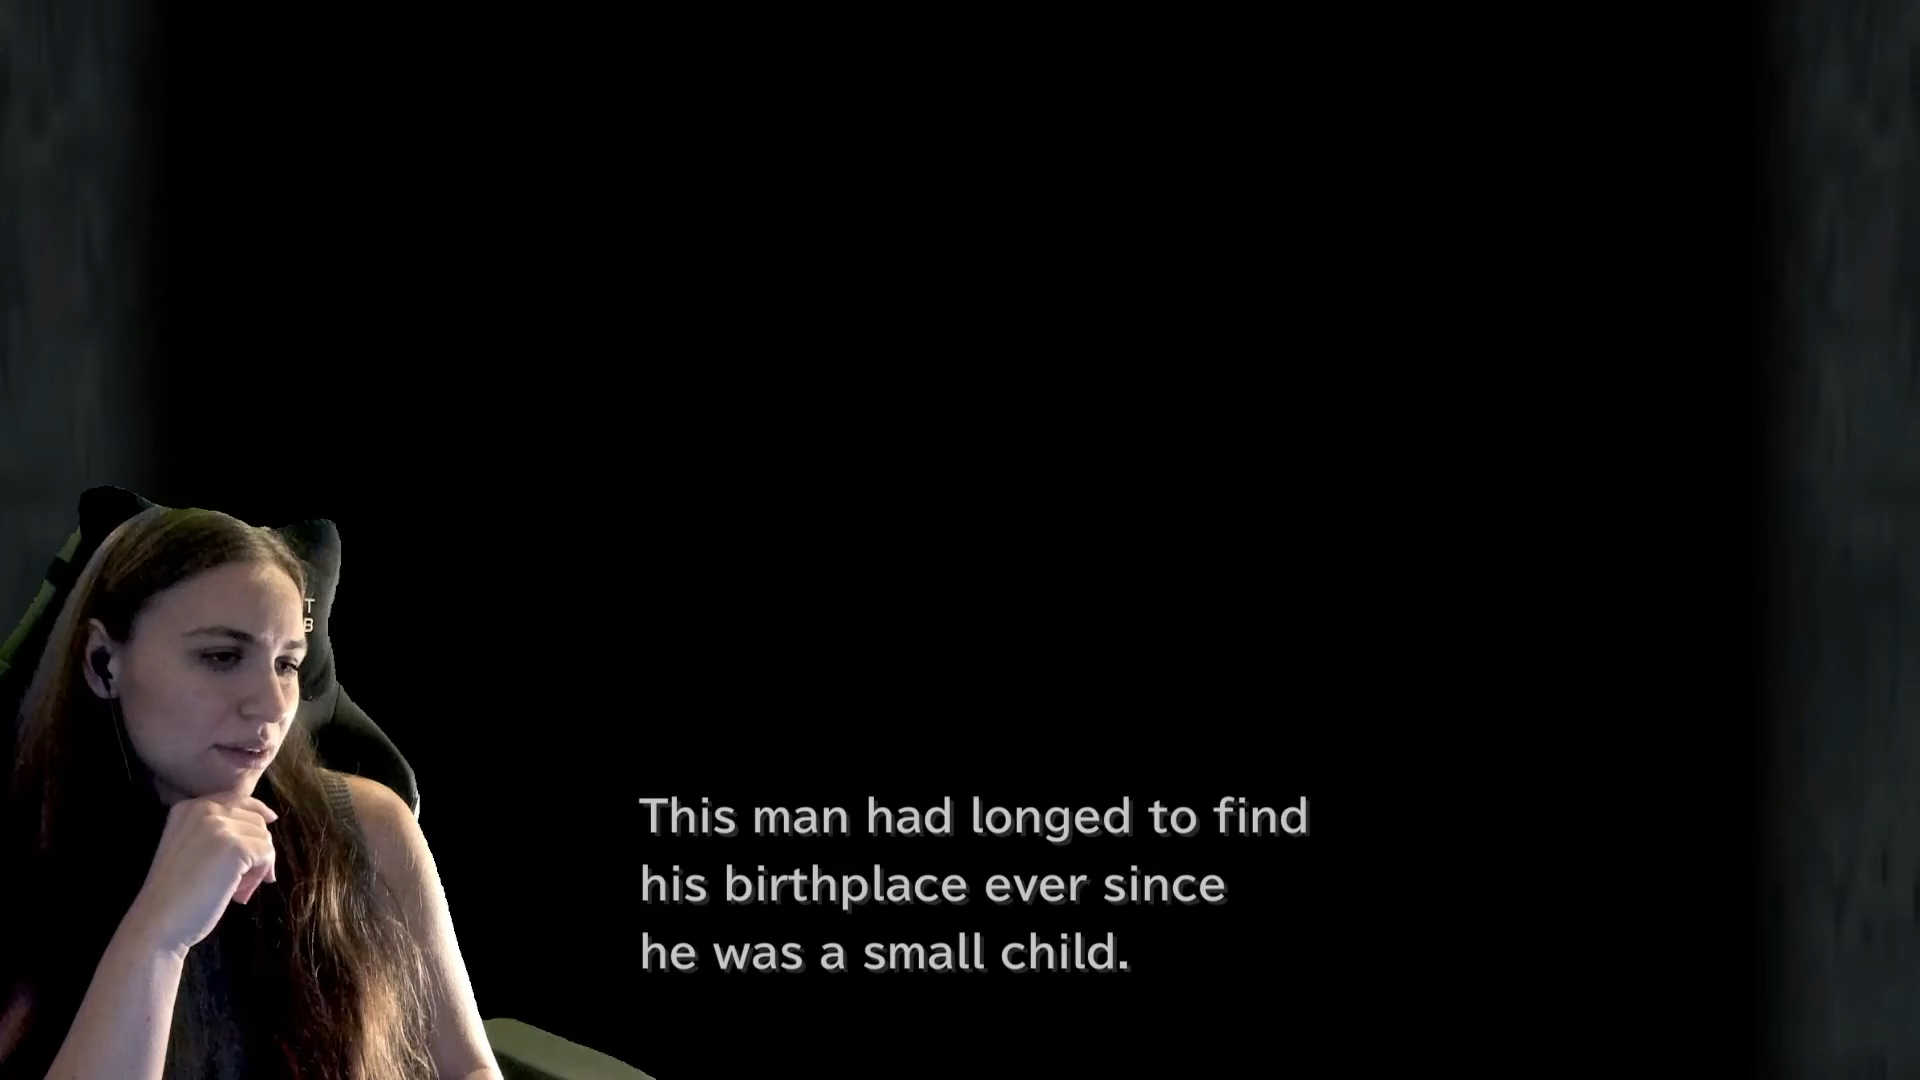 T
B
This man had longed to find
his birthplace ever since
he was a small child.